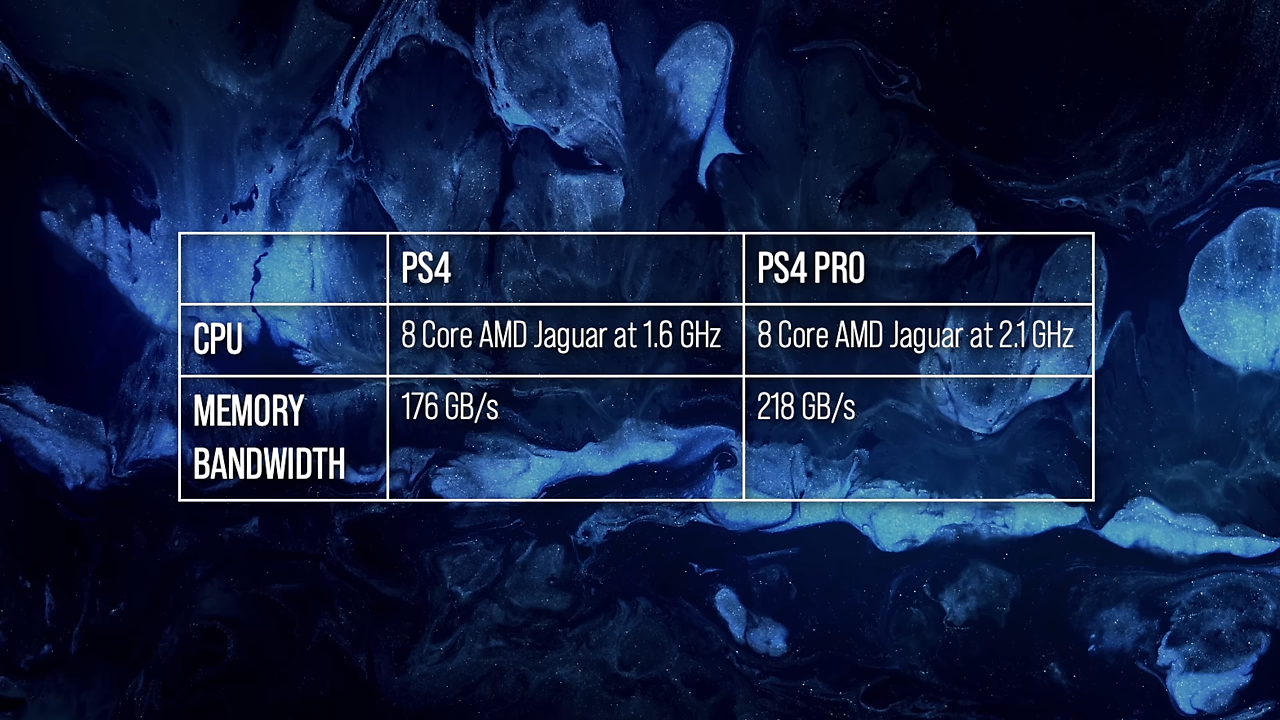 PS4 PS4 PRO
CPU 8 Core AMD Jaguar at 1.6 GHz 8 Core AMD Jaguar at 2.1 GHz
MEMORY 176 GB/s 218 GB/s
BANDWIDTH